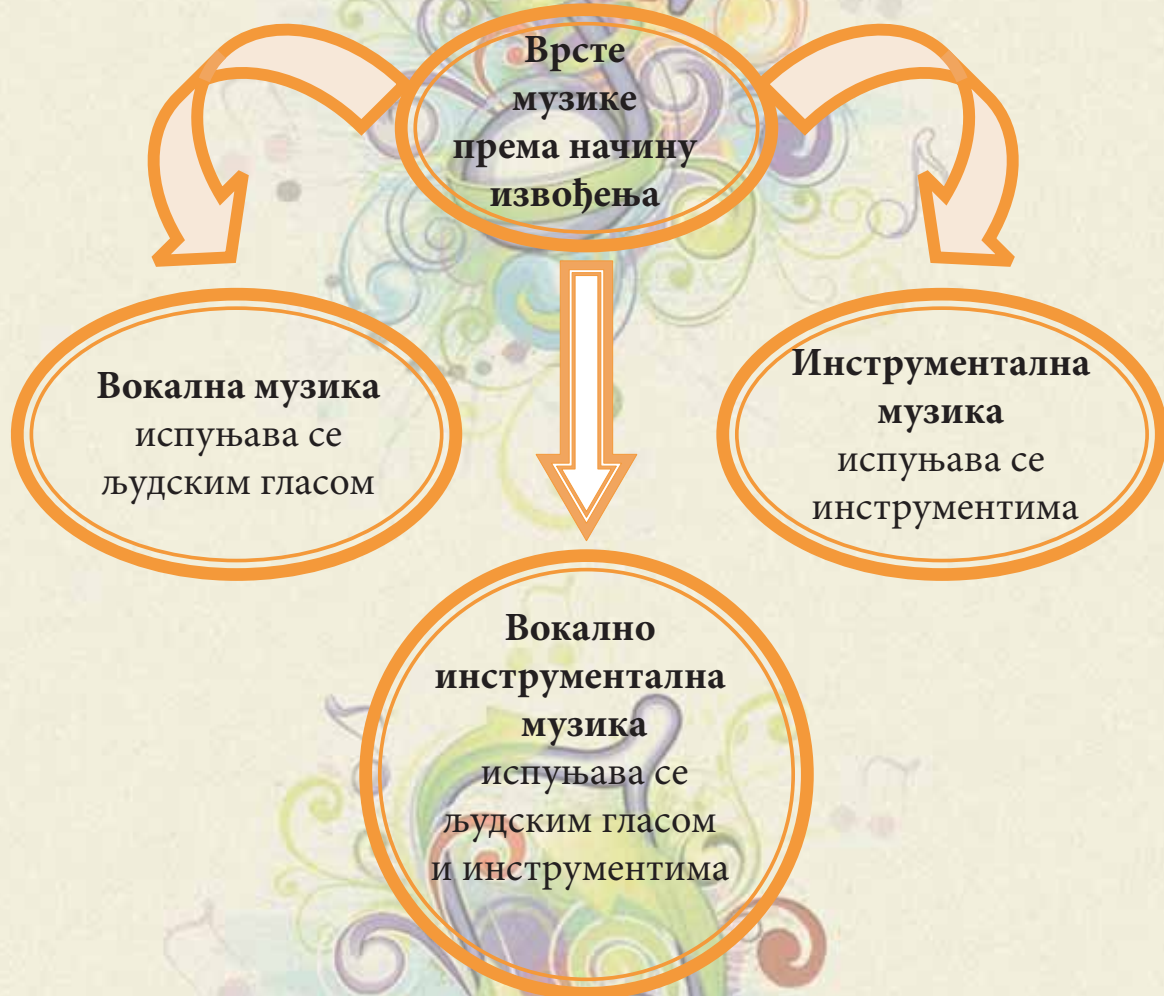 Врсте
музике
према начину
извођења
Вокална музика
испуњава се
људским гласом
Инструментална
музика
испуњава се
инструментима
Вокално
инструментална
музика
испуњава се
људским гласом
и инструментима